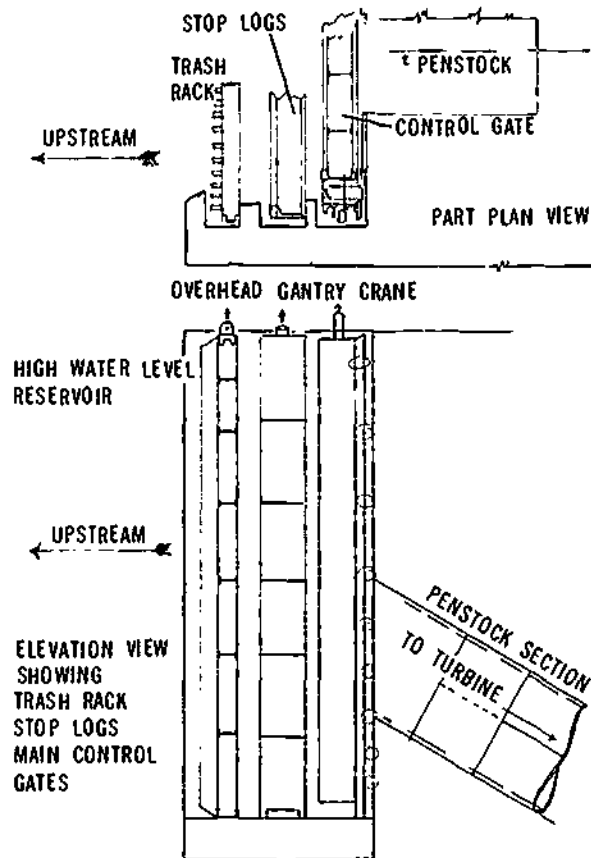 STOP LOGS
TRASH
RACK
℄ PENSTOCK
CONTROL GATE
UPSTREAM
PART PLAN VIEW
OVERHEAD GANTRY CRANE
HIGH WATER LEVEL
RESERVOIR
UPSTREAM
PENSTOCK SECTION
TO TURBINE
ELEVATION VIEW
SHOWING
TRASH RACK
STOP LOGS
MAIN CONTROL
GATES